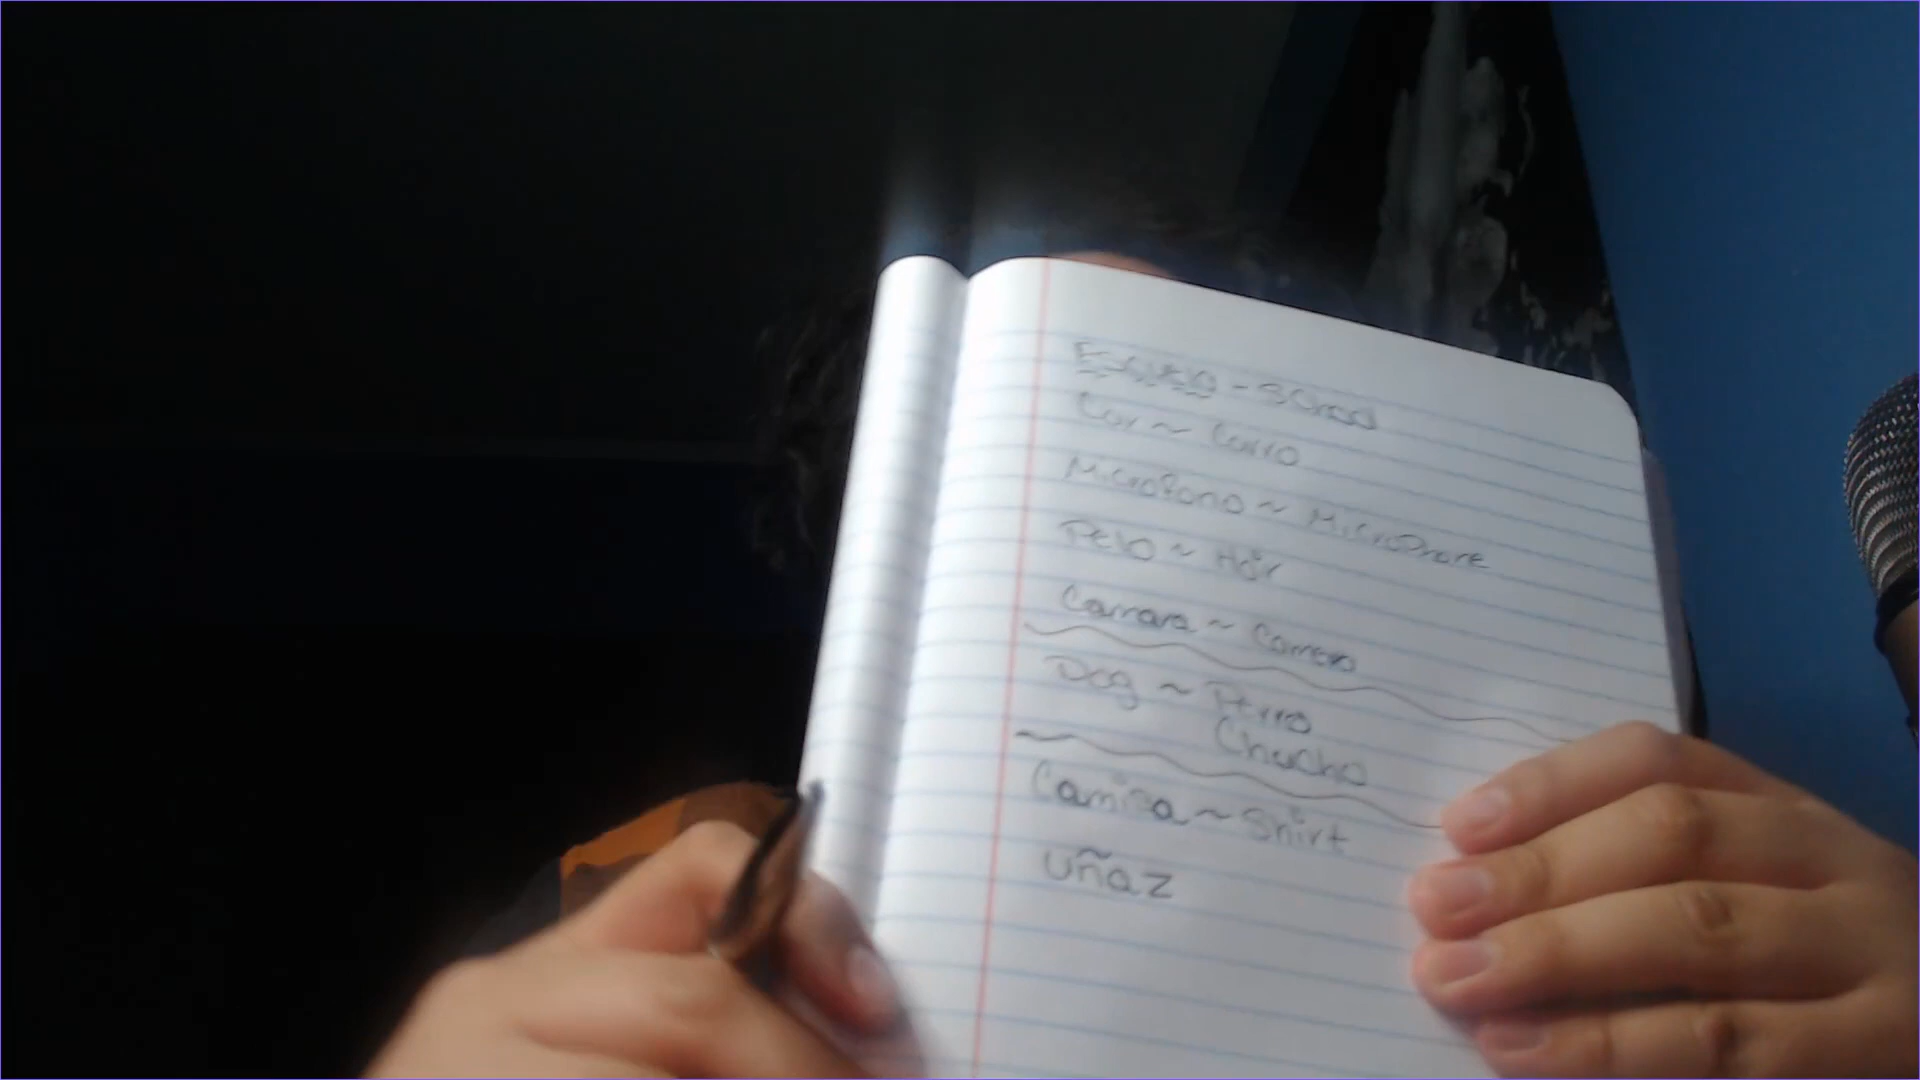 Car ~ Carro
Microfono ~ Microphone
Pelo ~ Hair
Camara ~ Camera
Dog ~ Perro
Chucho
Camisa ~ Shirt
uñaz